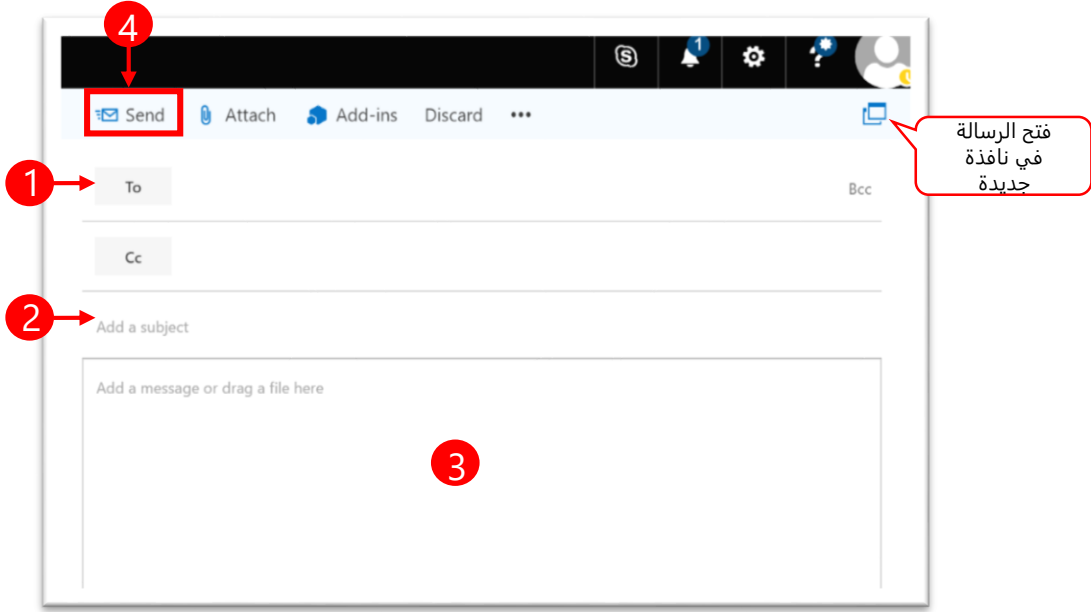 4
1
Send Attach Add-ins Discard •••
فتح الرسالة
في نافذة
جديدة
1 To Bcc
Cc
2 Add a subject
Add a message or drag a file here
3